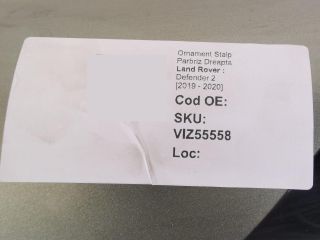 Ornament Stalp
Parbriz Dreapta
Land Rover :
Defender 2
[2019 - 2020]
Cod OE:
SKU:
VIZ55558
Loc: